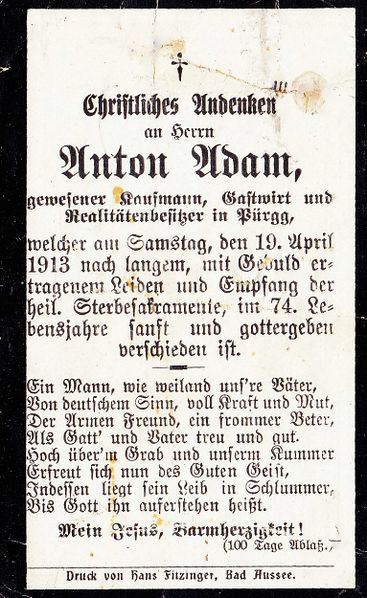 Christliches Andenken
an Herrn
Anton Adam,
gewesener Kaufmann, Gastwirt und
Realitätenbesitzer in Pürgg,
welcher am Samstag, den 19. April
1913 nach langem, mit Geduld er-
tragenem Leiden und Empfang der
heil. Sterbesakramente, im 74. Le-
bensjahre sanft und gottergeben
verschieden ist.
Ein Mann, wie weiland uns're Väter,
Von deutschem Sinn, voll Kraft und Mut,
Der Armen Freund, ein frommer Beter,
Als Gatt' und Vater treu und gut.
Hoch über'm Grab und unserm Kummer
Erfreut sich nun des Guten Geist,
Indessen liegt sein Leib in Schlummer,
Bis Gott ihn auferstehen heißt.
Mein Jesus, Barmherzigkeit!
(100 Tage Ablaß.)
Druck von Hans Fitzinger, Bad Aussee.